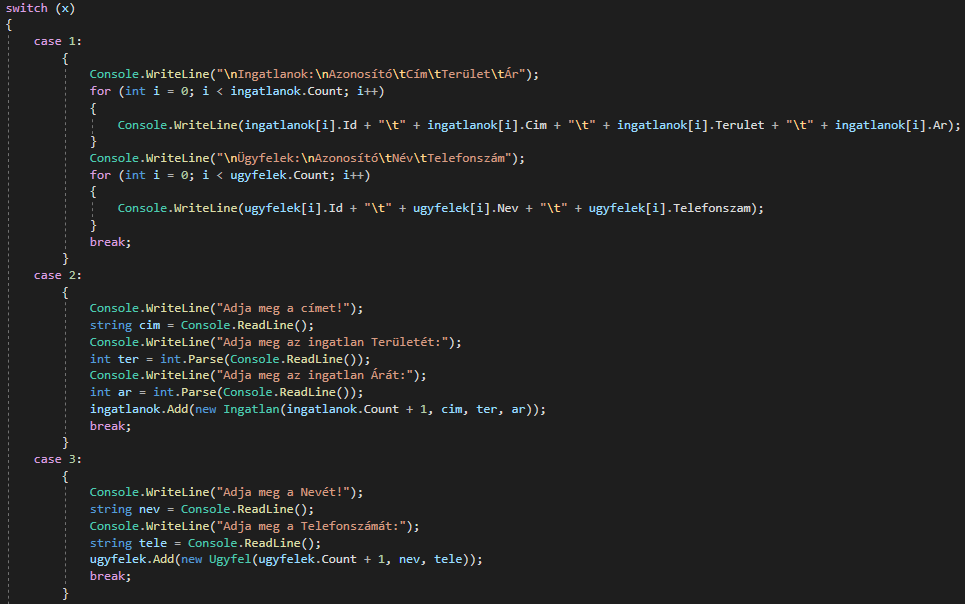 switch (x)
{
case 1:
{
Console.WriteLine("\nIngatlanok:\nAzonosító\tCím\tTerület\tÁr");
for (int i = 0; i < ingatlanok.Count; i++)
{
Console.WriteLine(ingatlanok[i].Id + "\t" + ingatlanok[i].Cim + "\t" + ingatlanok[i].Terulet + "\t" + ingatlanok[i].Ar);
}
Console.WriteLine("\nÜgyfelek:\nAzonosító\tNév\tTelefonszám");
for (int i = 0; i < ugyfelek.Count; i++)
{
Console.WriteLine(ugyfelek[i].Id + "\t" + ugyfelek[i].Nev + "\t" + ugyfelek[i].Telefonszam);
}
break;
}
case 2:
{
Console.WriteLine("Adja meg a címet!");
string cim = Console.ReadLine();
Console.WriteLine("Adja meg az ingatlan Területét:");
int ter = int.Parse(Console.ReadLine());
Console.WriteLine("Adja meg az ingatlan Árát:");
int ar = int.Parse(Console.ReadLine());
ingatlanok.Add(new Ingatlan(ingatlanok.Count + 1, cim, ter, ar));
break;
}
case 3:
{
Console.WriteLine("Adja meg a Nevét!");
string nev = Console.ReadLine();
Console.WriteLine("Adja meg a Telefonszámát:");
string tele = Console.ReadLine();
ugyfelek.Add(new Ugyfel(ugyfelek.Count + 1, nev, tele));
break;
}